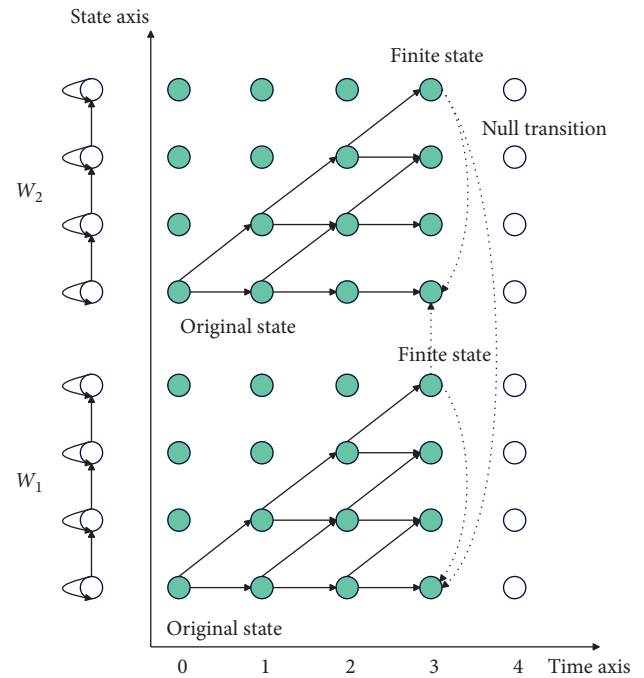 State axis
Finite state
Null transition
W2
Original state
Finite state
W1
Original state
0 1 2 3 4 Time axis